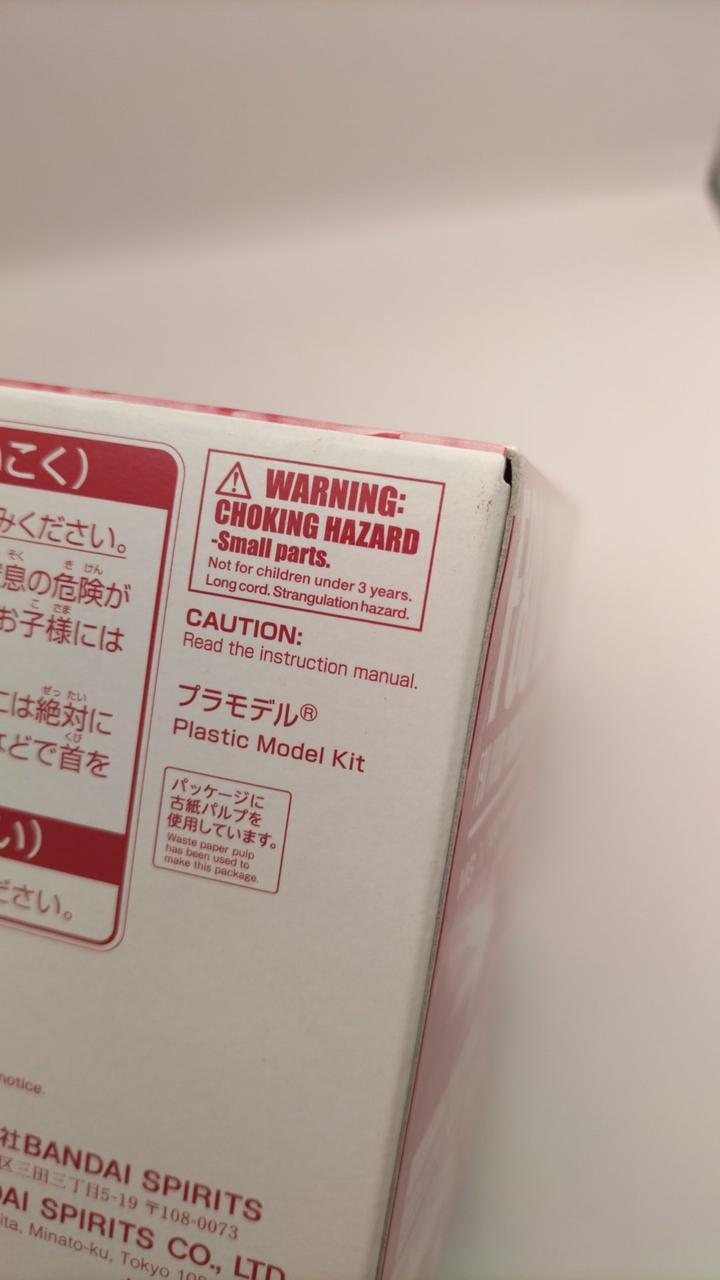 こく)
みください。
息の危険が
お子様には
には絶対に
などで首を
い)
ださい。
WARNING:
CHOKING HAZARD
-Small parts.
Not for children under 3 years.
Long cord. Strangulation hazard.
CAUTION:
Read the instruction manual.
プラモデル®
Plastic Model Kit
パッケージに
古紙パルプを
使用しています。
Waste paper pulp
has been used to
make this package.
notice.
社BANDAI SPIRITS
区三田三丁目5-19 〒108-0073
DAI SPIRITS CO., LTD.
ita, Minato-ku, Tokyo 108